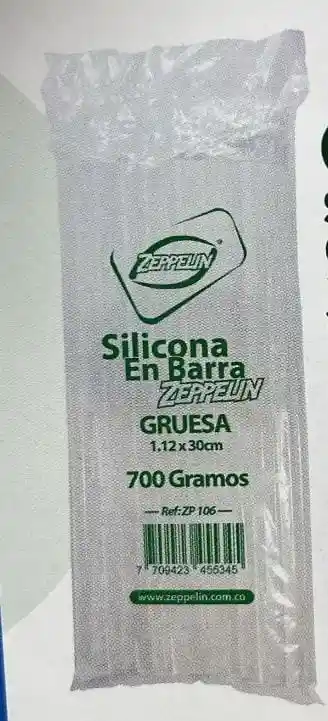 ZEPPELIN
Silicona
En Barra
ZEPPELIN
GRUESA
1.12 x 30cm
700 Gramos
Ref: ZP 106
7 709423 455345
www.zeppelin.com.co